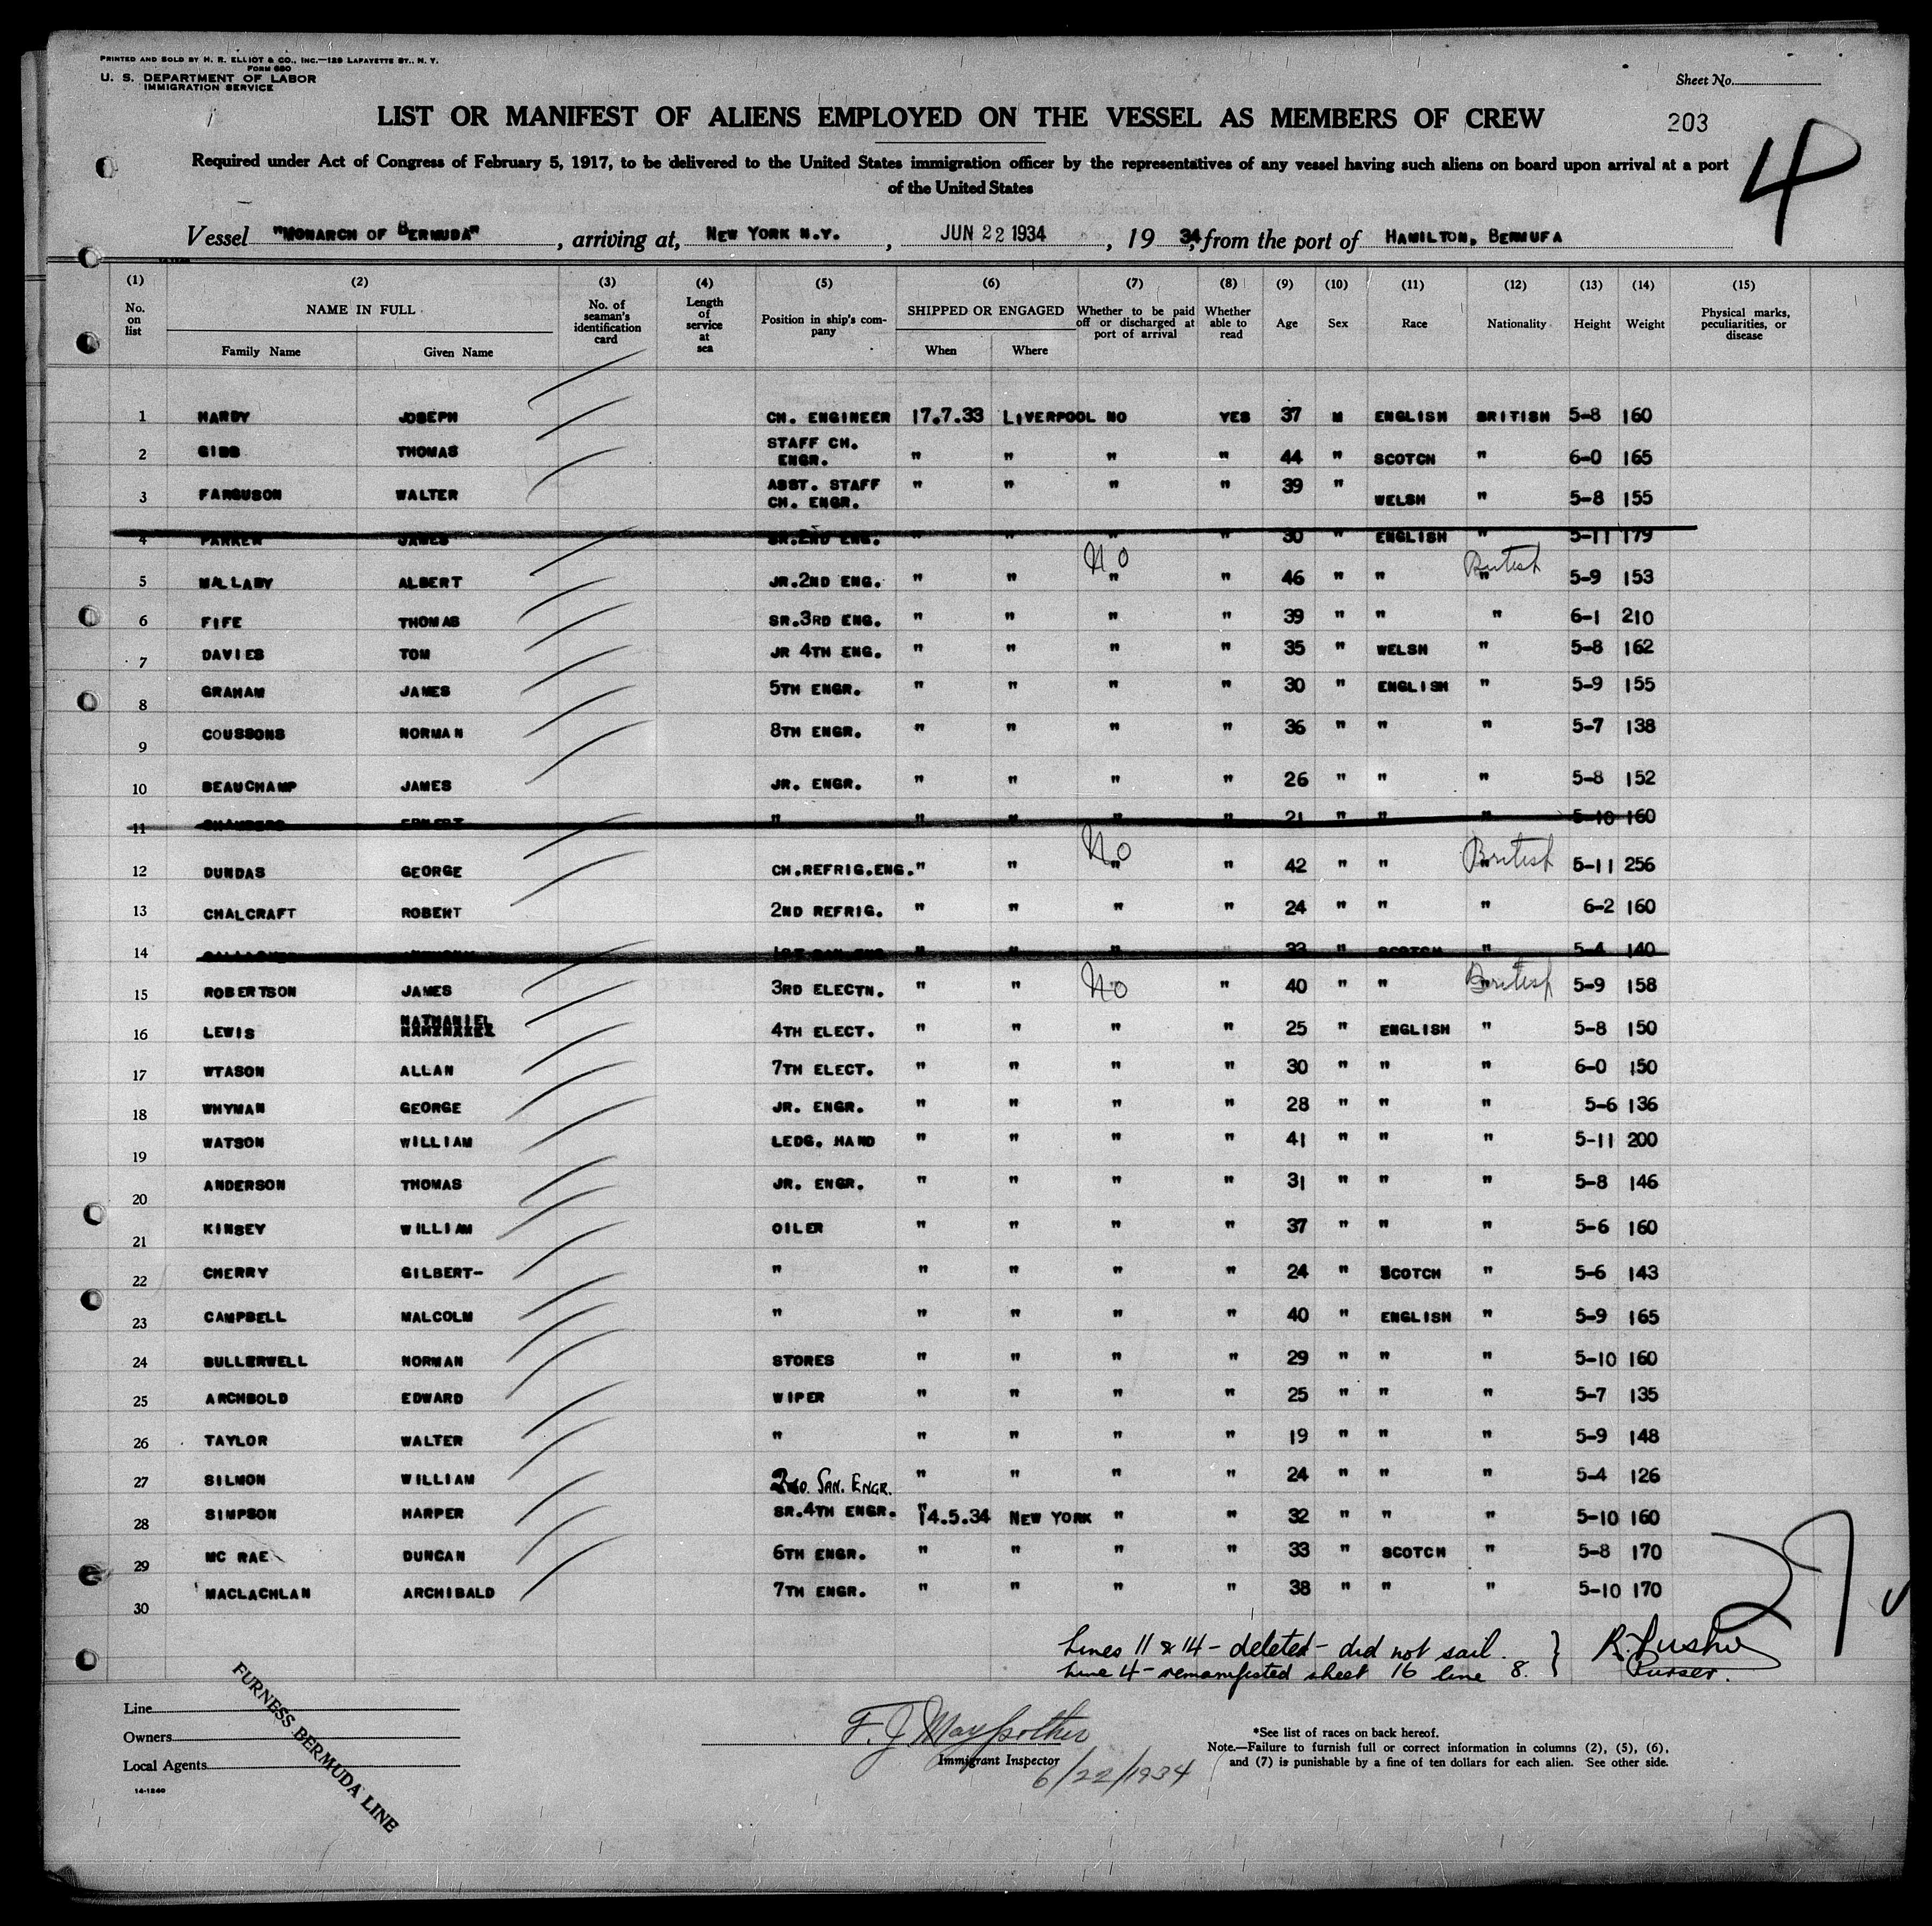 PRINTED AND SOLD BY H. R. ELLIOT & CO., INC.—129 LAFAYETTE ST., N. Y.
FORM 680
U. S. DEPARTMENT OF LABOR
IMMIGRATION SERVICE
Sheet No.
LIST OR MANIFEST OF ALIENS EMPLOYED ON THE VESSEL AS MEMBERS OF CREW
203
4
Required under Act of Congress of February 5, 1917, to be delivered to the United States immigration officer by the representatives of any vessel having such aliens on board upon arrival at a port
of the United States
Vessel "MONARCH OF BERMUDA", arriving at, NEW YORK N.Y., JUN 22 1934, 19 34, from the port of HAMILTON, BERMUFA
(1) (2) (3) (4) (5) (6) (7) (8) (9) (10) (11) (12) (13) (14) (15)
No. on list NAME IN FULL Family Name Given Name No. of seaman's identification card Length of service at sea Position in ship's company SHIPPED OR ENGAGED When Where Whether to be paid off or discharged at port of arrival Whether able to read Age Sex Race Nationality Height Weight Physical marks, peculiarities, or disease
1 HARDY JOSEPH CH. ENGINEER 17.7.33 LIVERPOOL NO YES 37 M ENGLISH BRITISH 5-8 160
2 GIBB THOMAS STAFF CH. ENGR. " " " " 44 " SCOTCH " 6-0 165
3 FARGUSON WALTER ASST. STAFF CH. ENGR. " " " " 39 " WELSH " 5-8 155
4 PARKER JAMES SR.2ND ENG. " " " " 30 " ENGLISH " 5-11 179
5 MALLABY ALBERT JR.2ND ENG. " " No " " 46 " " British " 5-9 153
6 FIFE THOMAS SR.3RD ENG. " " " " 39 " " " 6-1 210
7 DAVIES TOM JR 4TH ENG. " " " " 35 " WELSH " 5-8 162
8 GRAHAM JAMES 5TH ENGR. " " " " 30 " ENGLISH " 5-9 155
9 COUSSONS NORMAN 8TH ENGR. " " " " 36 " " " 5-7 138
10 BEAUCHAMP JAMES JR. ENGR. " " " " 26 " " " 5-8 152
11 ERNEST " " " " " 21 " " " 5-10 160
12 DUNDAS GEORGE CH.REFRIG.ENG. " " No " " 42 " " British " 5-11 256
13 CHALCRAFT ROBERT 2ND REFRIG. " " " " 24 " " " 6-2 160
14 GALLAGHER 1ST SAN.ENG " " " " 33 " SCOTCH " 5-4 140
15 ROBERTSON JAMES 3RD ELECTN. " " No " " 40 " " British " 5-9 158
16 LEWIS NATHANIEL 4TH ELECT. " " " " 25 " ENGLISH " 5-8 150
17 WTASON ALLAN 7TH ELECT. " " " " 30 " " " 6-0 150
18 WHYMAN GEORGE JR. ENGR. " " " " 28 " " " 5-6 136
19 WATSON WILLIAM LEDG. HAND " " " " 41 " " " 5-11 200
20 ANDERSON THOMAS JR. ENGR. " " " " 31 " " " 5-8 146
21 KINSEY WILLIAM OILER " " " " 37 " " " 5-6 160
22 CHERRY GILBERT- " " " " " 24 " SCOTCH " 5-6 143
23 CAMPBELL MALCOLM " " " " " 40 " ENGLISH " 5-9 165
24 BULLERWELL NORMAN STORES " " " " 29 " " " 5-10 160
25 ARCHBOLD EDWARD WIPER " " " " 25 " " " 5-7 135
26 TAYLOR WALTER " " " " " 19 " " " 5-9 148
27 SILMON WILLIAM 2ND. SAN. ENGR. " " " " 24 " " " 5-4 126
28 SIMPSON HARPER SR.4TH ENGR. " 14.5.34 NEW YORK " " 32 " " " 5-10 160
29 MC RAE DUNCAN 6TH ENGR. " " " " 33 " SCOTCH " 5-8 170
30 MACLACHLAN ARCHIBALD 7TH ENGR. " " " " 38 " " " 5-10 170
27
Lines 11 & 14 - deleted - did not sail.
Line 4 - remanifested sheet 16 line 8.
Purser.
Line
Owners
Local Agents
14-1240
FURNESS BERMUDA LINE
Immigrant Inspector
6/22/1934
*See list of races on back hereof.
Note.—Failure to furnish full or correct information in columns (2), (5), (6),
and (7) is punishable by a fine of ten dollars for each alien. See other side.